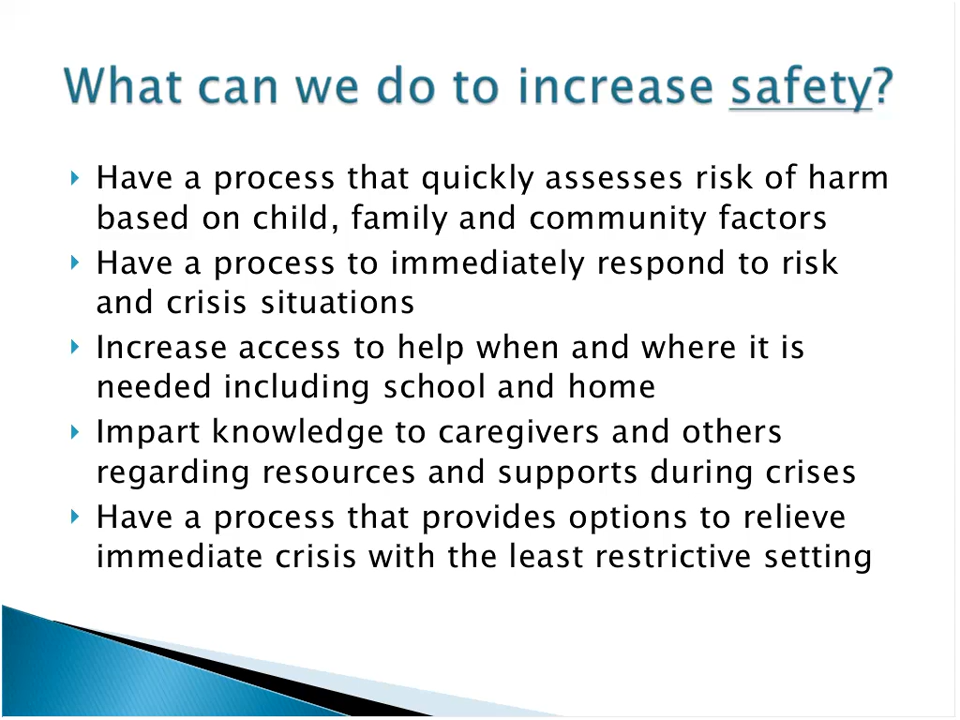 What can we do to increase safety?
Have a process that quickly assesses risk of harm
based on child, family and community factors
Have a process to immediately respond to risk
and crisis situations
Increase access to help when and where it is
needed including school and home
Impart knowledge to caregivers and others
regarding resources and supports during crises
Have a process that provides options to relieve
immediate crisis with the least restrictive setting